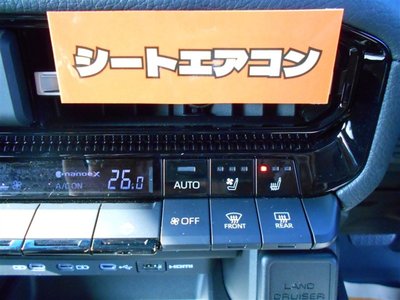 シートエアコン
nanoeX
A/C ON 26.0
AUTO
OFF
FRONT
REAR
HDMI
LAND CRUISER